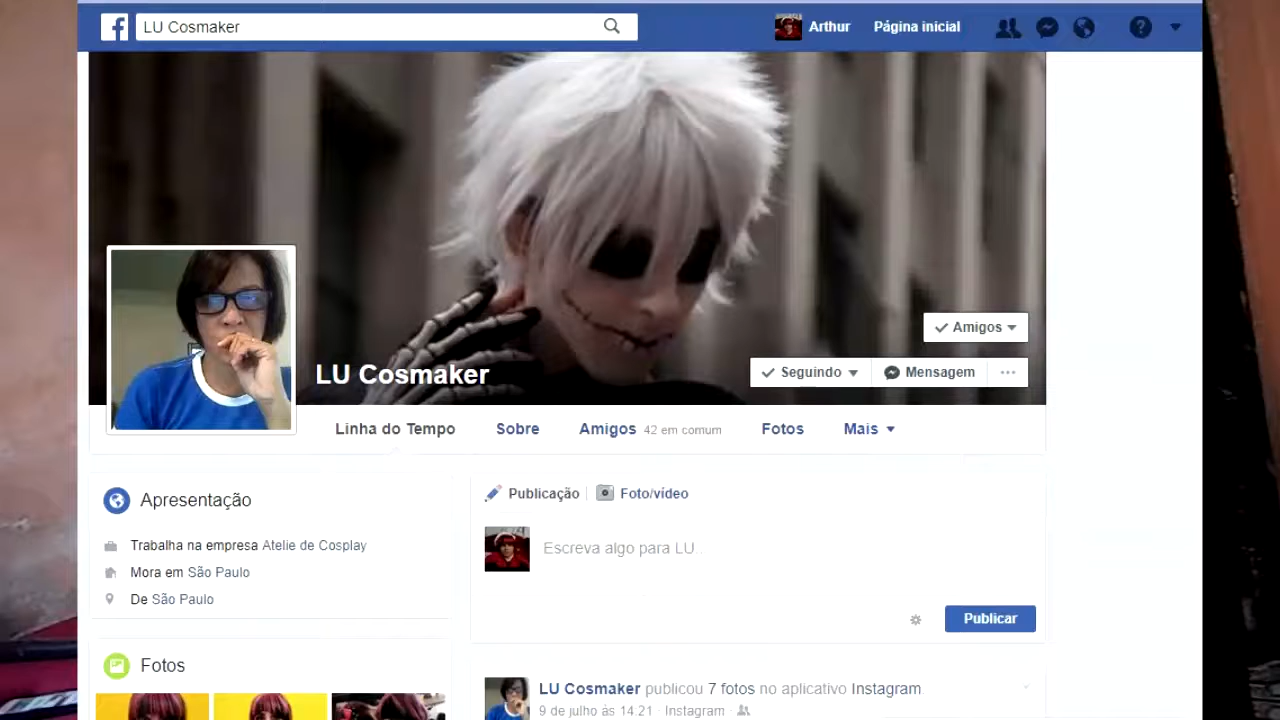 LU Cosmaker
Arthur Página inicial
Amigos
LU Cosmaker
Seguindo Mensagem
Linha do Tempo Sobre Amigos 42 em comum Fotos Mais
Apresentação
Trabalha na empresa Atelie de Cosplay
Mora em São Paulo
De São Paulo
Publicação Foto/vídeo
Escreva algo para LU..
Publicar
Fotos
LU Cosmaker publicou 7 fotos no aplicativo Instagram
9 de julho às 14:21 · Instagram ·